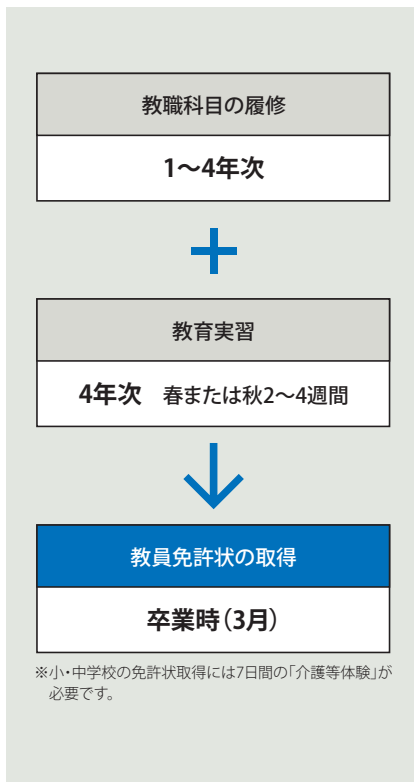 教職科目の履修
1〜4年次
+
教育実習
4年次　春または秋2〜4週間
教員免許状の取得
卒業時（3月）
※小・中学校の免許状取得には7日間の「介護等体験」が
必要です。